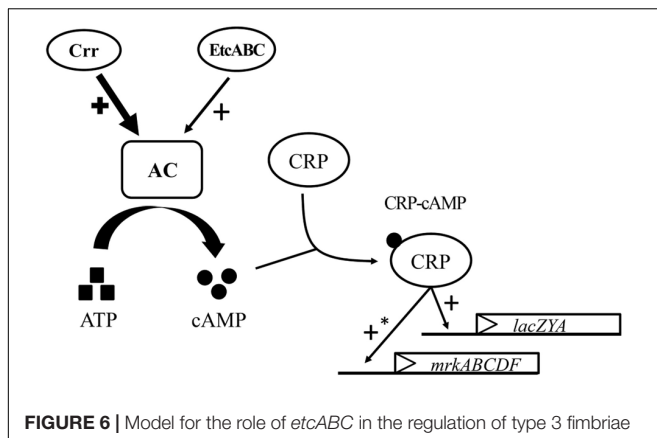 Crr
EtcABC
+
+
AC
CRP
CRP-cAMP
CRP
ATP
cAMP
+*
+
lacZYA
mrkABCDF
FIGURE 6 | Model for the role of etcABC in the regulation of type 3 fimbriae